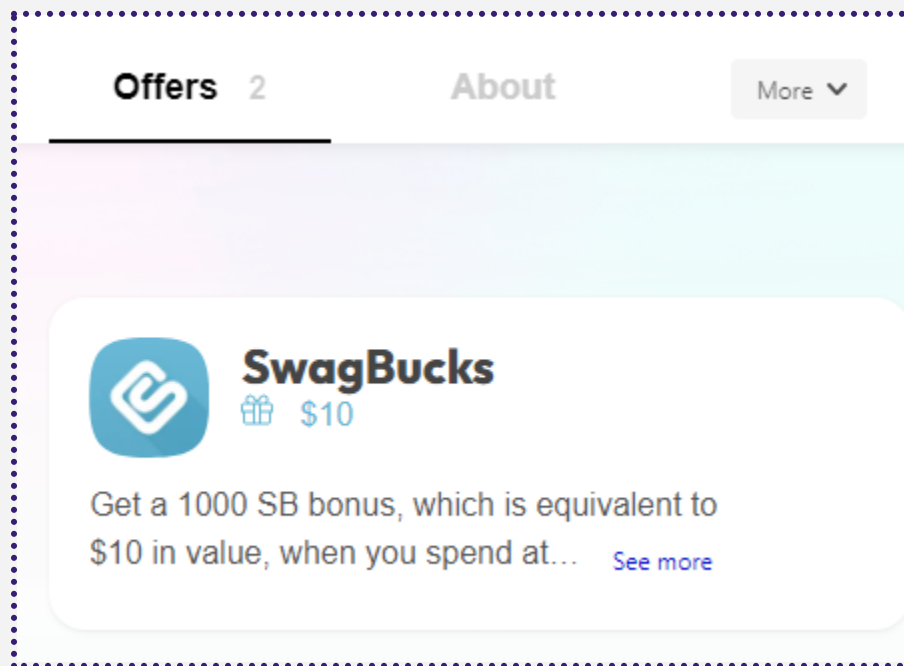 Offers 2 About More
SwagBucks
$10
Get a 1000 SB bonus, which is equivalent to
$10 in value, when you spend at... See more